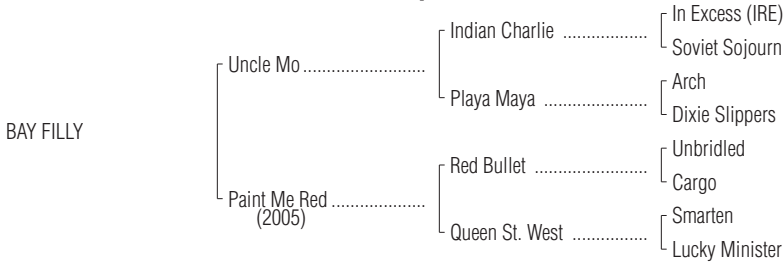 In Excess (IRE)
Indian Charlie ..................
Soviet Sojourn
Uncle Mo ..........................
Arch
Playa Maya ......................
Dixie Slippers
BAY FILLY
Unbridled
Red Bullet ........................
Cargo
Paint Me Red ....................
(2005)
Smarten
Queen St. West ................
Lucky Minister